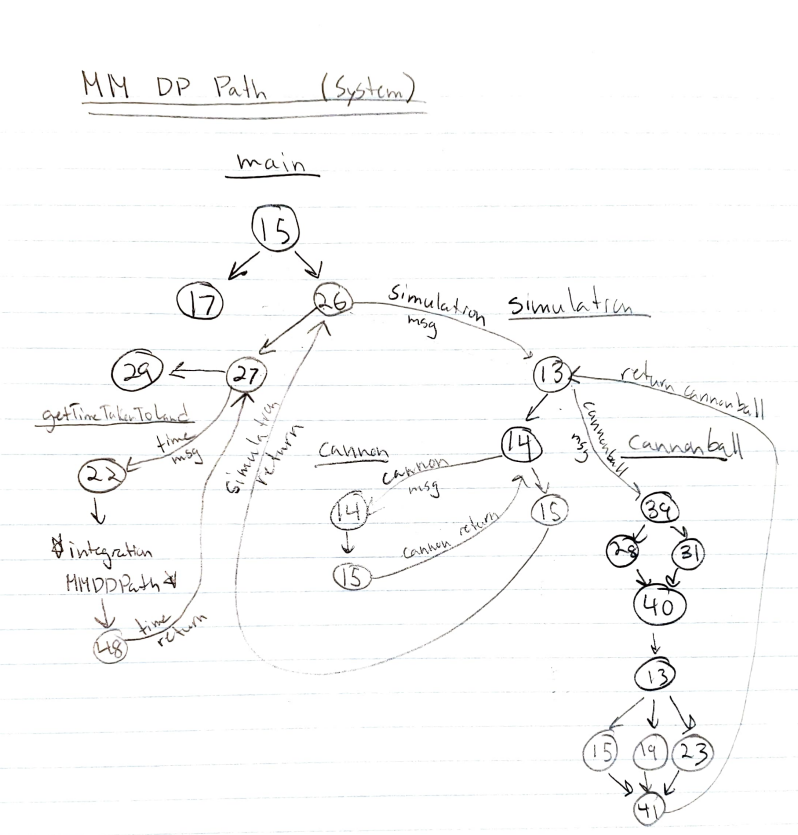 MM DP Path (System)
main
15
17
26
simulation
msg
simulation
29
27
13
return cannonball
getTimeTakenToLand
time
msg
simulation
return
cannon
cannon
msg
14
cannonball
msg
cannonball
22
14
15
39
integration
MMDDPath
15
cannon return
28
31
40
48
time
return
13
15
19
23
41